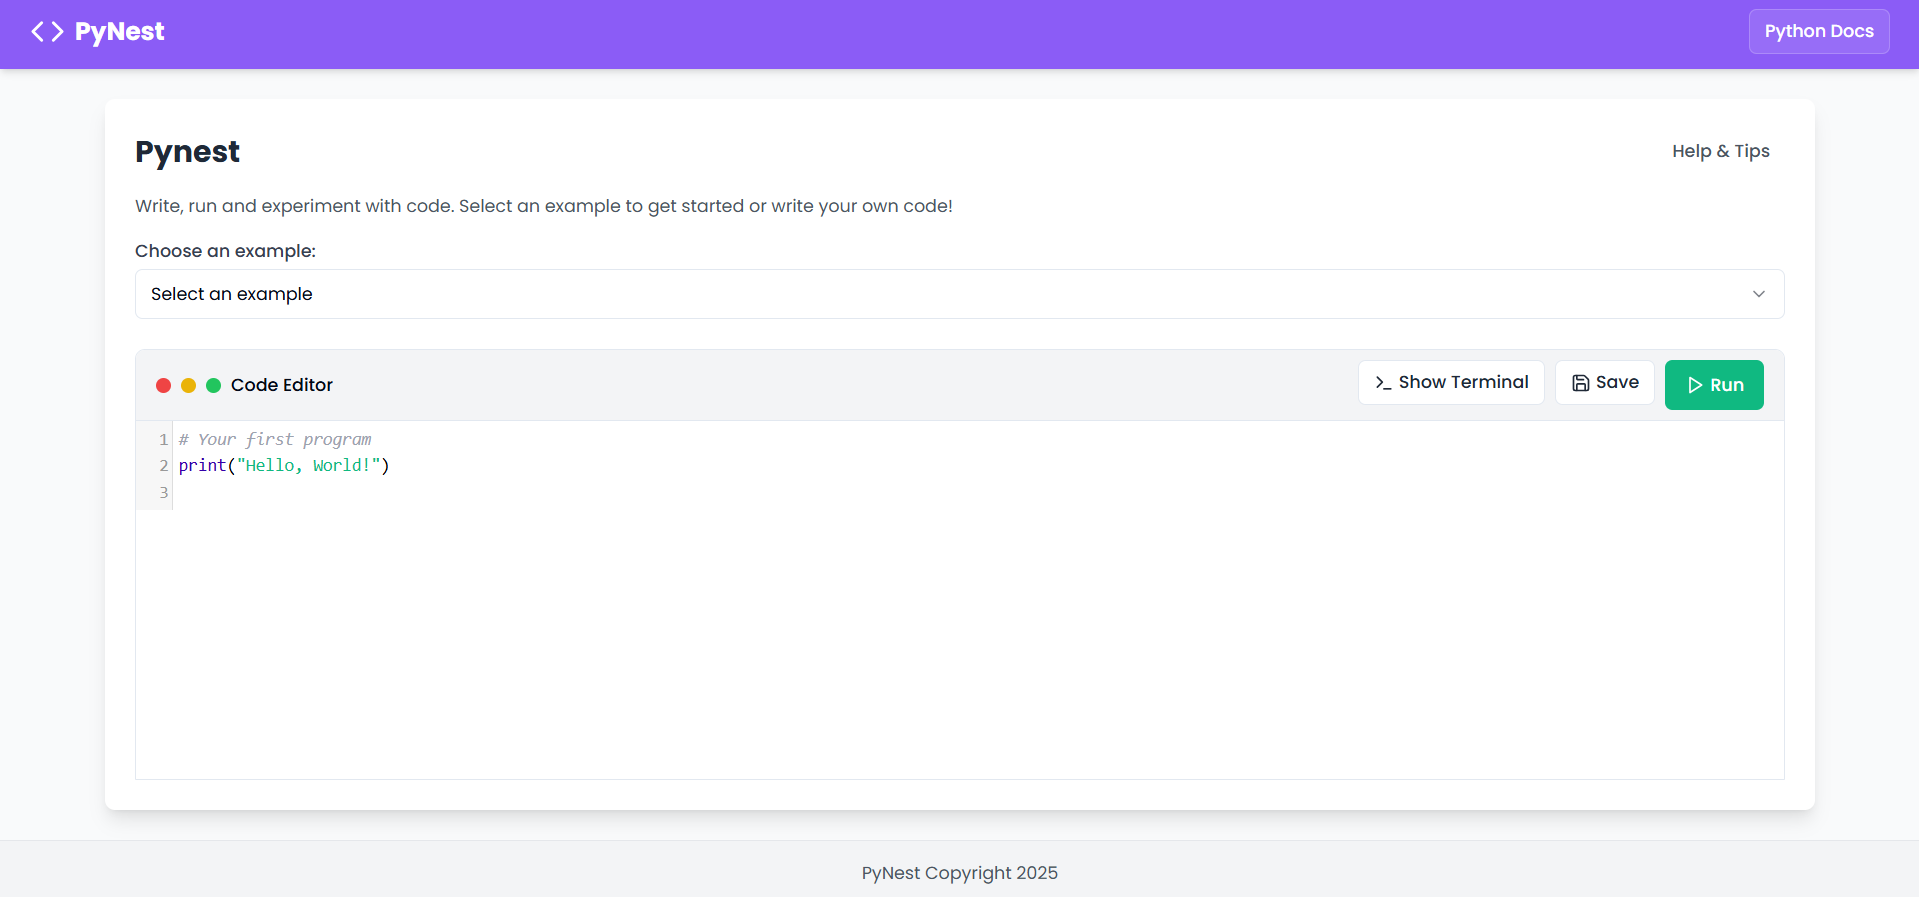 PyNest
Python Docs
Pynest
Help & Tips
Write, run and experiment with code. Select an example to get started or write your own code!
Choose an example:
Select an example
Code Editor
>_ Show Terminal
Save
Run
1 # Your first program
2 print("Hello, World!")
3
PyNest Copyright 2025